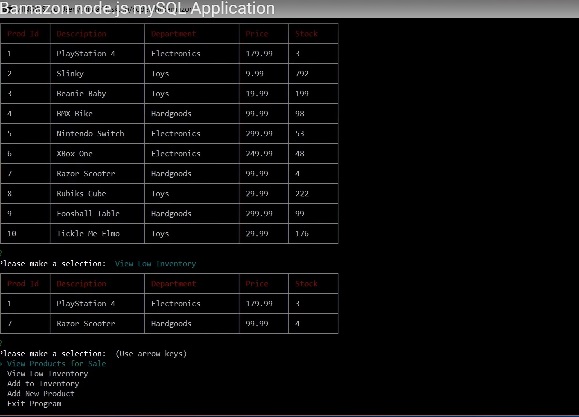 Bamazon node.js mySQL Application
Prod Id Description Department Price Stock
1 PlayStation 4 Electronics 179.99 3
2 Slinky Toys 9.99 792
3 Beanie Baby Toys 19.99 199
4 BMX Bike Hardgoods 99.99 98
5 Nintendo Switch Electronics 299.99 53
6 XBox One Electronics 249.99 48
7 Razor Scooter Hardgoods 99.99 4
8 Rubiks Cube Toys 29.99 222
9 Foosball Table Hardgoods 299.99 99
10 Tickle Me Elmo Toys 29.99 176
?
Please make a selection: View Low Inventory
Prod Id Description Department Price Stock
1 PlayStation 4 Electronics 179.99 3
7 Razor Scooter Hardgoods 99.99 4
?
Please make a selection: (Use arrow keys)
View Products for Sale
View Low Inventory
Add to Inventory
Add New Product
Exit Program